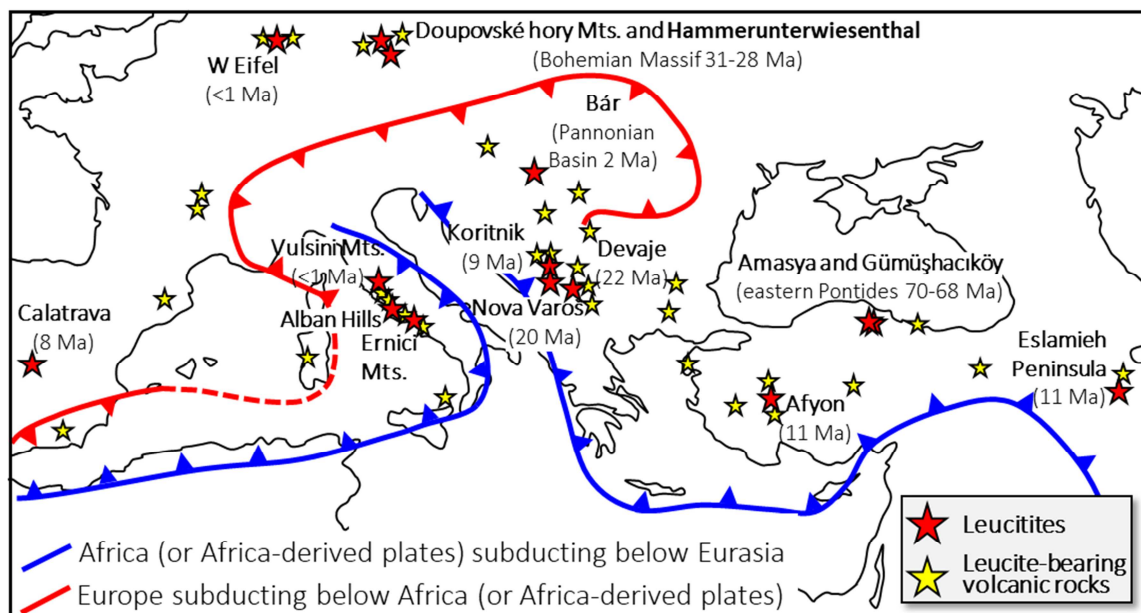 Doupovské hory Mts. and Hammerunterwiesenthal
(Bohemian Massif 31-28 Ma)
W Eifel
(<1 Ma)
Bár
(Pannonian
Basin 2 Ma)
Koritnik
(9 Ma)
Devaje
(22 Ma)
Vulsini Mts.
(<1 Ma)
Amasya and Gümüşhacıköy
(eastern Pontides 70-68 Ma)
Calatrava
(8 Ma)
Alban Hills
Nova Varoš
(20 Ma)
Ernici
Mts.
Eslamieh
Peninsula
(11 Ma)
Afyon
(11 Ma)
Africa (or Africa-derived plates) subducting below Eurasia
Europe subducting below Africa (or Africa-derived plates)
Leucitites
Leucite-bearing
volcanic rocks